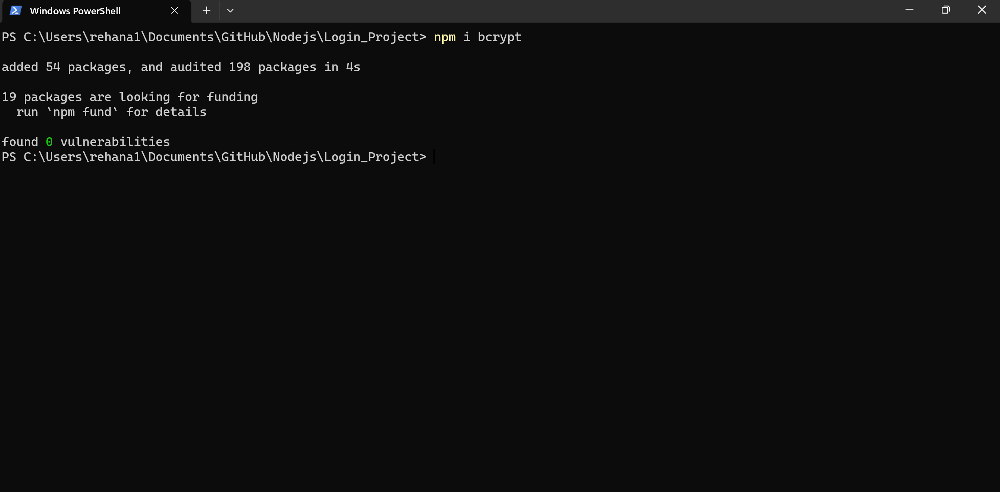 Windows PowerShell
PS C:\Users\rehana1\Documents\GitHub\Nodejs\Login_Project> npm i bcrypt
added 54 packages, and audited 198 packages in 4s
19 packages are looking for funding
  run `npm fund` for details
found 0 vulnerabilities
PS C:\Users\rehana1\Documents\GitHub\Nodejs\Login_Project>